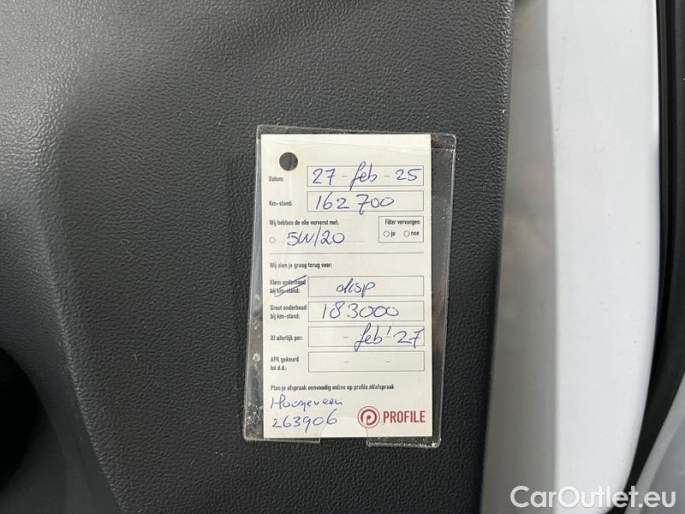 Datum: 27-feb-25
Km-stand: 162700
Wij hebben de olie ververst met: Filter vervangen
5W/20 ja nee
Wij zien je graag terug voor:
Klein onderhoud
bij km-stand: disp
Groot onderhoud
bij km-stand: 183000
Of uiterlijk per: feb' 27
APK gekeurd
tot d.d.
Plan je afspraak eenvoudig online op profile.nl/afspraak
Hoogeveen
263906
PROFILE
CarOutlet.eu